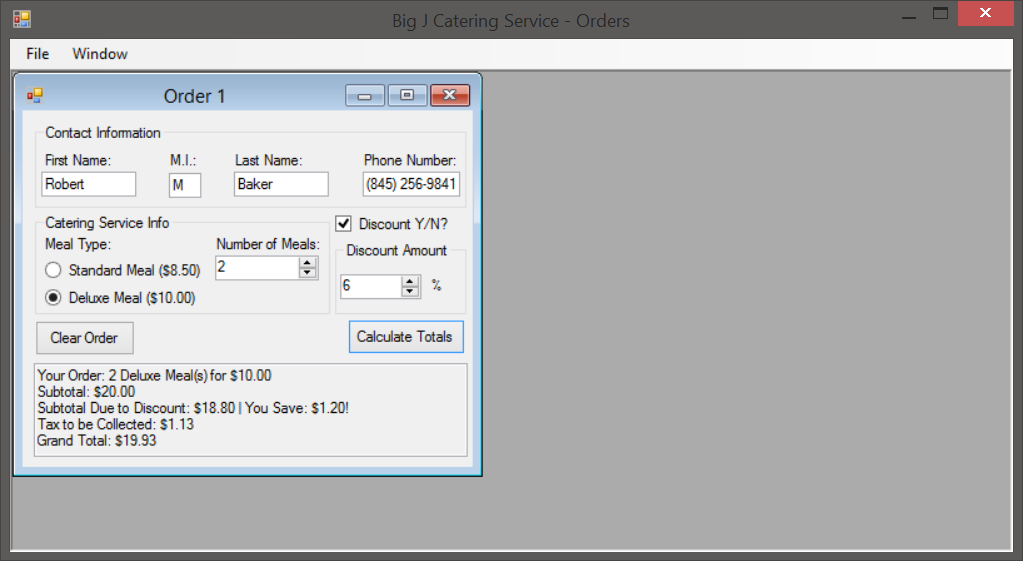 Big J Catering Service - Orders
File Window
Order 1
Contact Information
First Name: M.I.: Last Name: Phone Number:
Robert M Baker (845) 256-9841
Catering Service Info
Discount Y/N?
Meal Type: Number of Meals:
Discount Amount
Standard Meal ($8.50) 2
6 %
Deluxe Meal ($10.00)
Clear Order Calculate Totals
Your Order: 2 Deluxe Meal(s) for $10.00
Subtotal: $20.00
Subtotal Due to Discount: $18.80 | You Save: $1.20!
Tax to be Collected: $1.13
Grand Total: $19.93